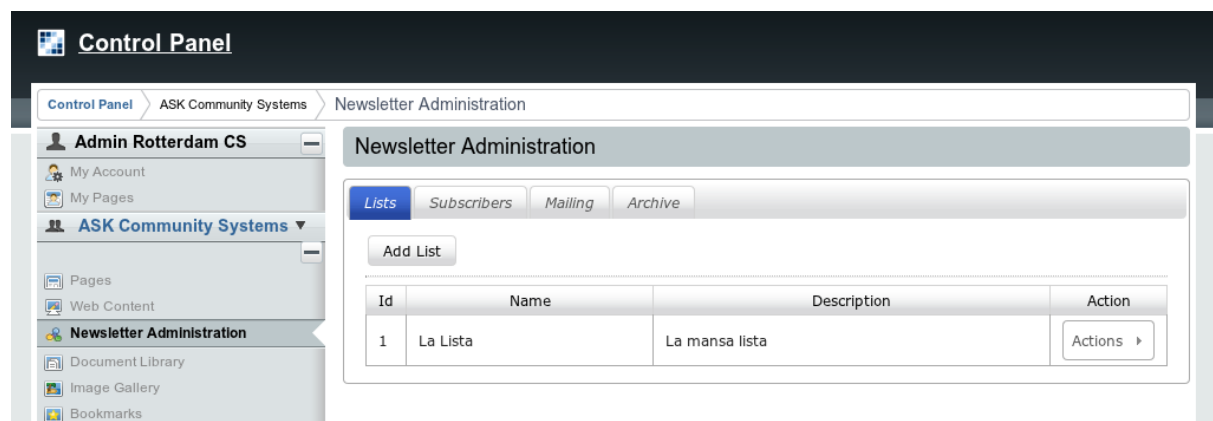 Control Panel
Control Panel ASK Community Systems Newsletter Administration
Admin Rotterdam CS
My Account
My Pages
ASK Community Systems
Pages
Web Content
Newsletter Administration
Document Library
Image Gallery
Bookmarks
Newsletter Administration
Lists Subscribers Mailing Archive
Add List
Id Name Description Action
1 La Lista La mansa lista Actions